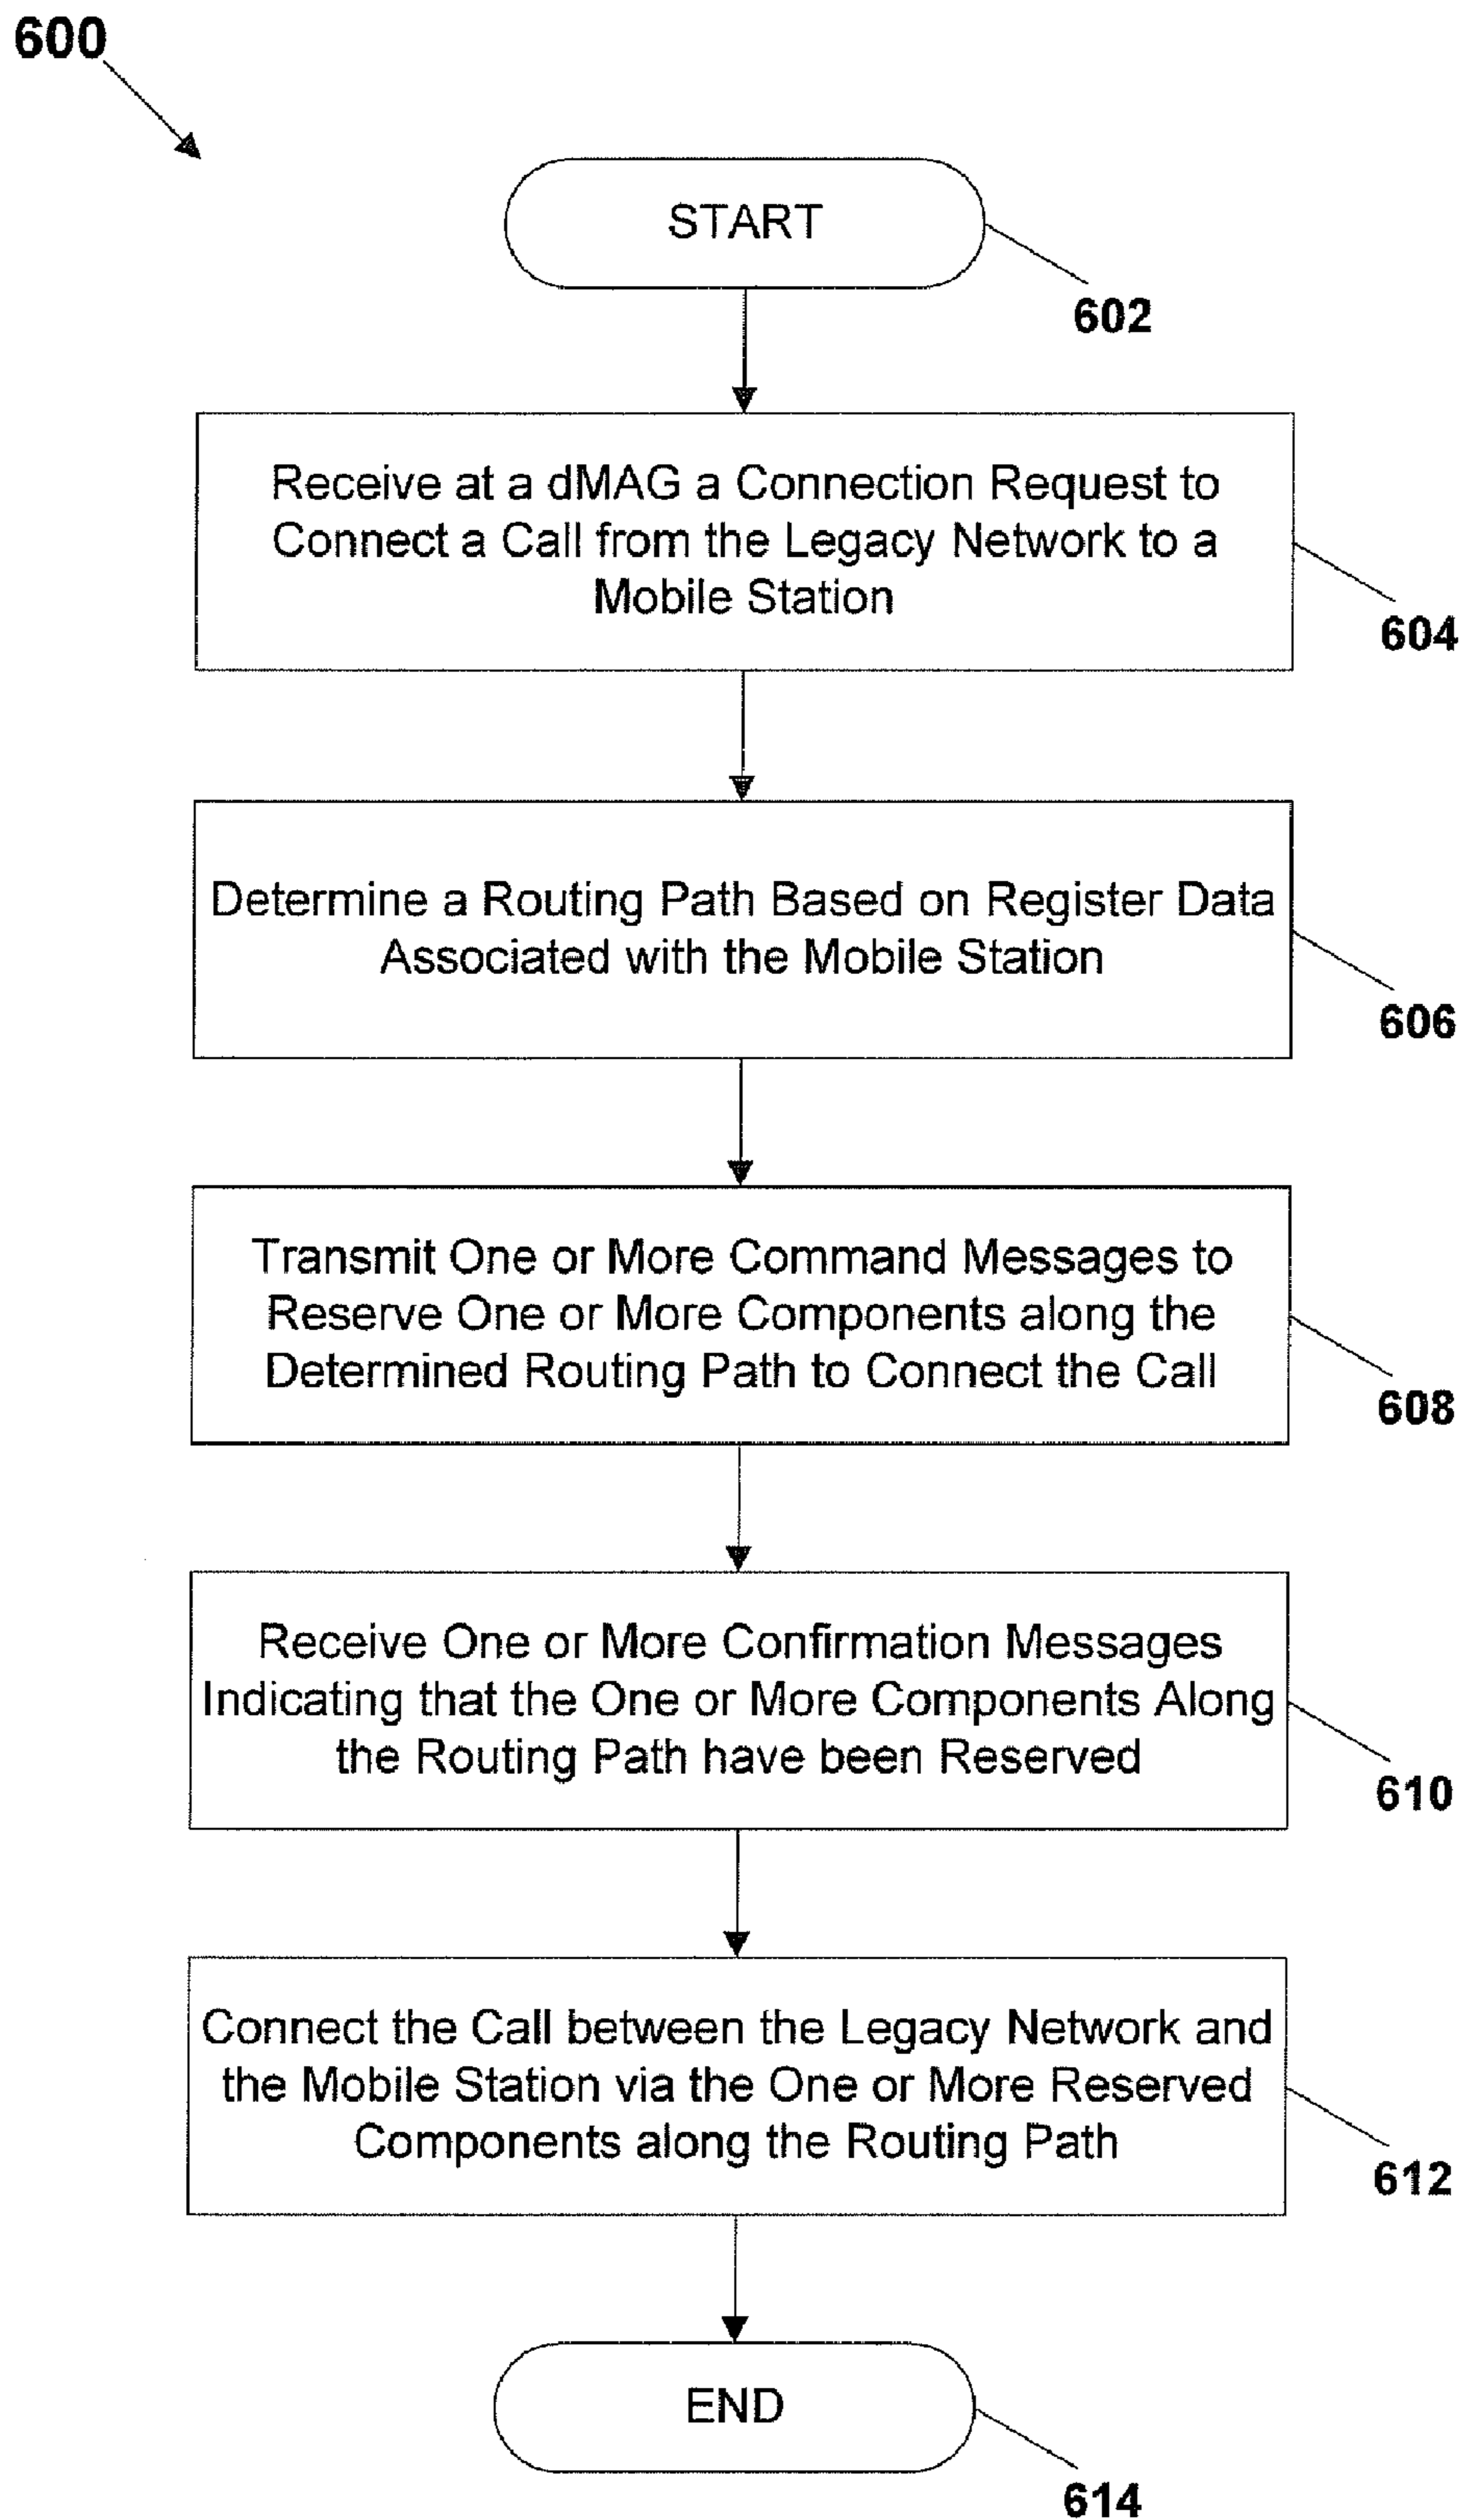 600
START
602
Receive at a dMAG a Connection Request to
Connect a Call from the Legacy Network to a
Mobile Station
604
Determine a Routing Path Based on Register Data
Associated with the Mobile Station
606
Transmit One or More Command Messages to
Reserve One or More Components along the
Determined Routing Path to Connect the Call
608
Receive One or More Confirmation Messages
Indicating that the One or More Components Along
the Routing Path have been Reserved
610
Connect the Call between the Legacy Network and
the Mobile Station via the One or More Reserved
Components along the Routing Path
612
END
614